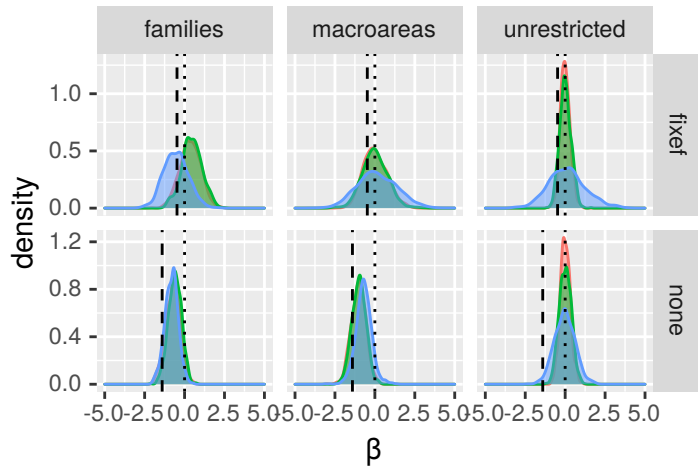 families macroareas unrestricted
1.0
0.5
0.0
fixef
density
1.2
0.8
0.4
0.0
none
-5.0 -2.5 0.0 2.5 5.0 -5.0 -2.5 0.0 2.5 5.0 -5.0 -2.5 0.0 2.5 5.0
β